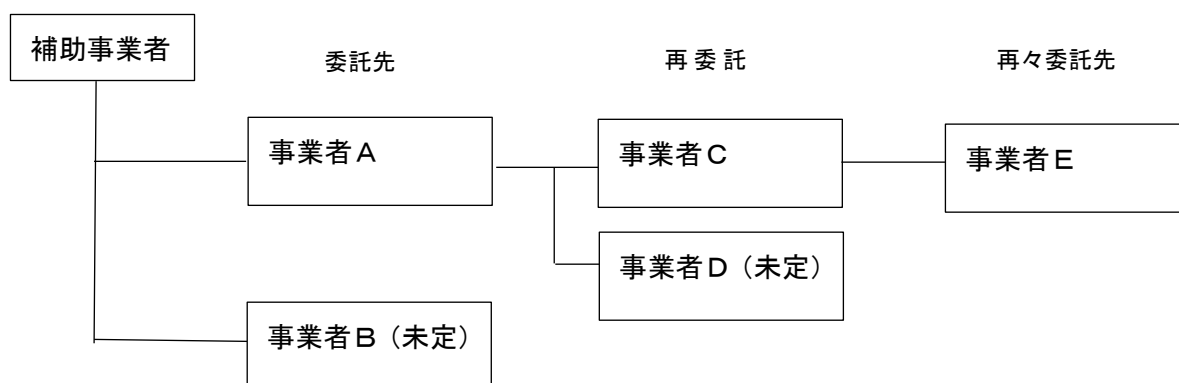 補助事業者
委託先
再委託
再々委託先
事業者A
事業者C
事業者E
事業者D（未定）
事業者B（未定）